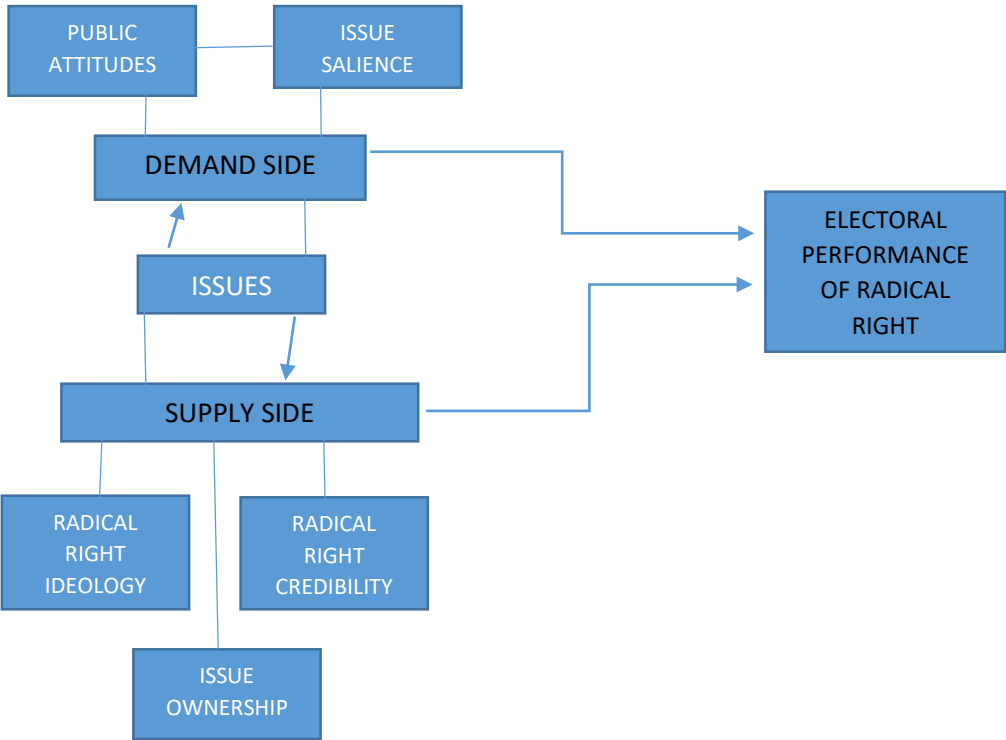 PUBLIC
ATTITUDES
ISSUE
SALIENCE
DEMAND SIDE
ELECTORAL
PERFORMANCE
OF RADICAL
RIGHT
ISSUES
SUPPLY SIDE
RADICAL
RIGHT
IDEOLOGY
RADICAL
RIGHT
CREDIBILITY
ISSUE
OWNERSHIP